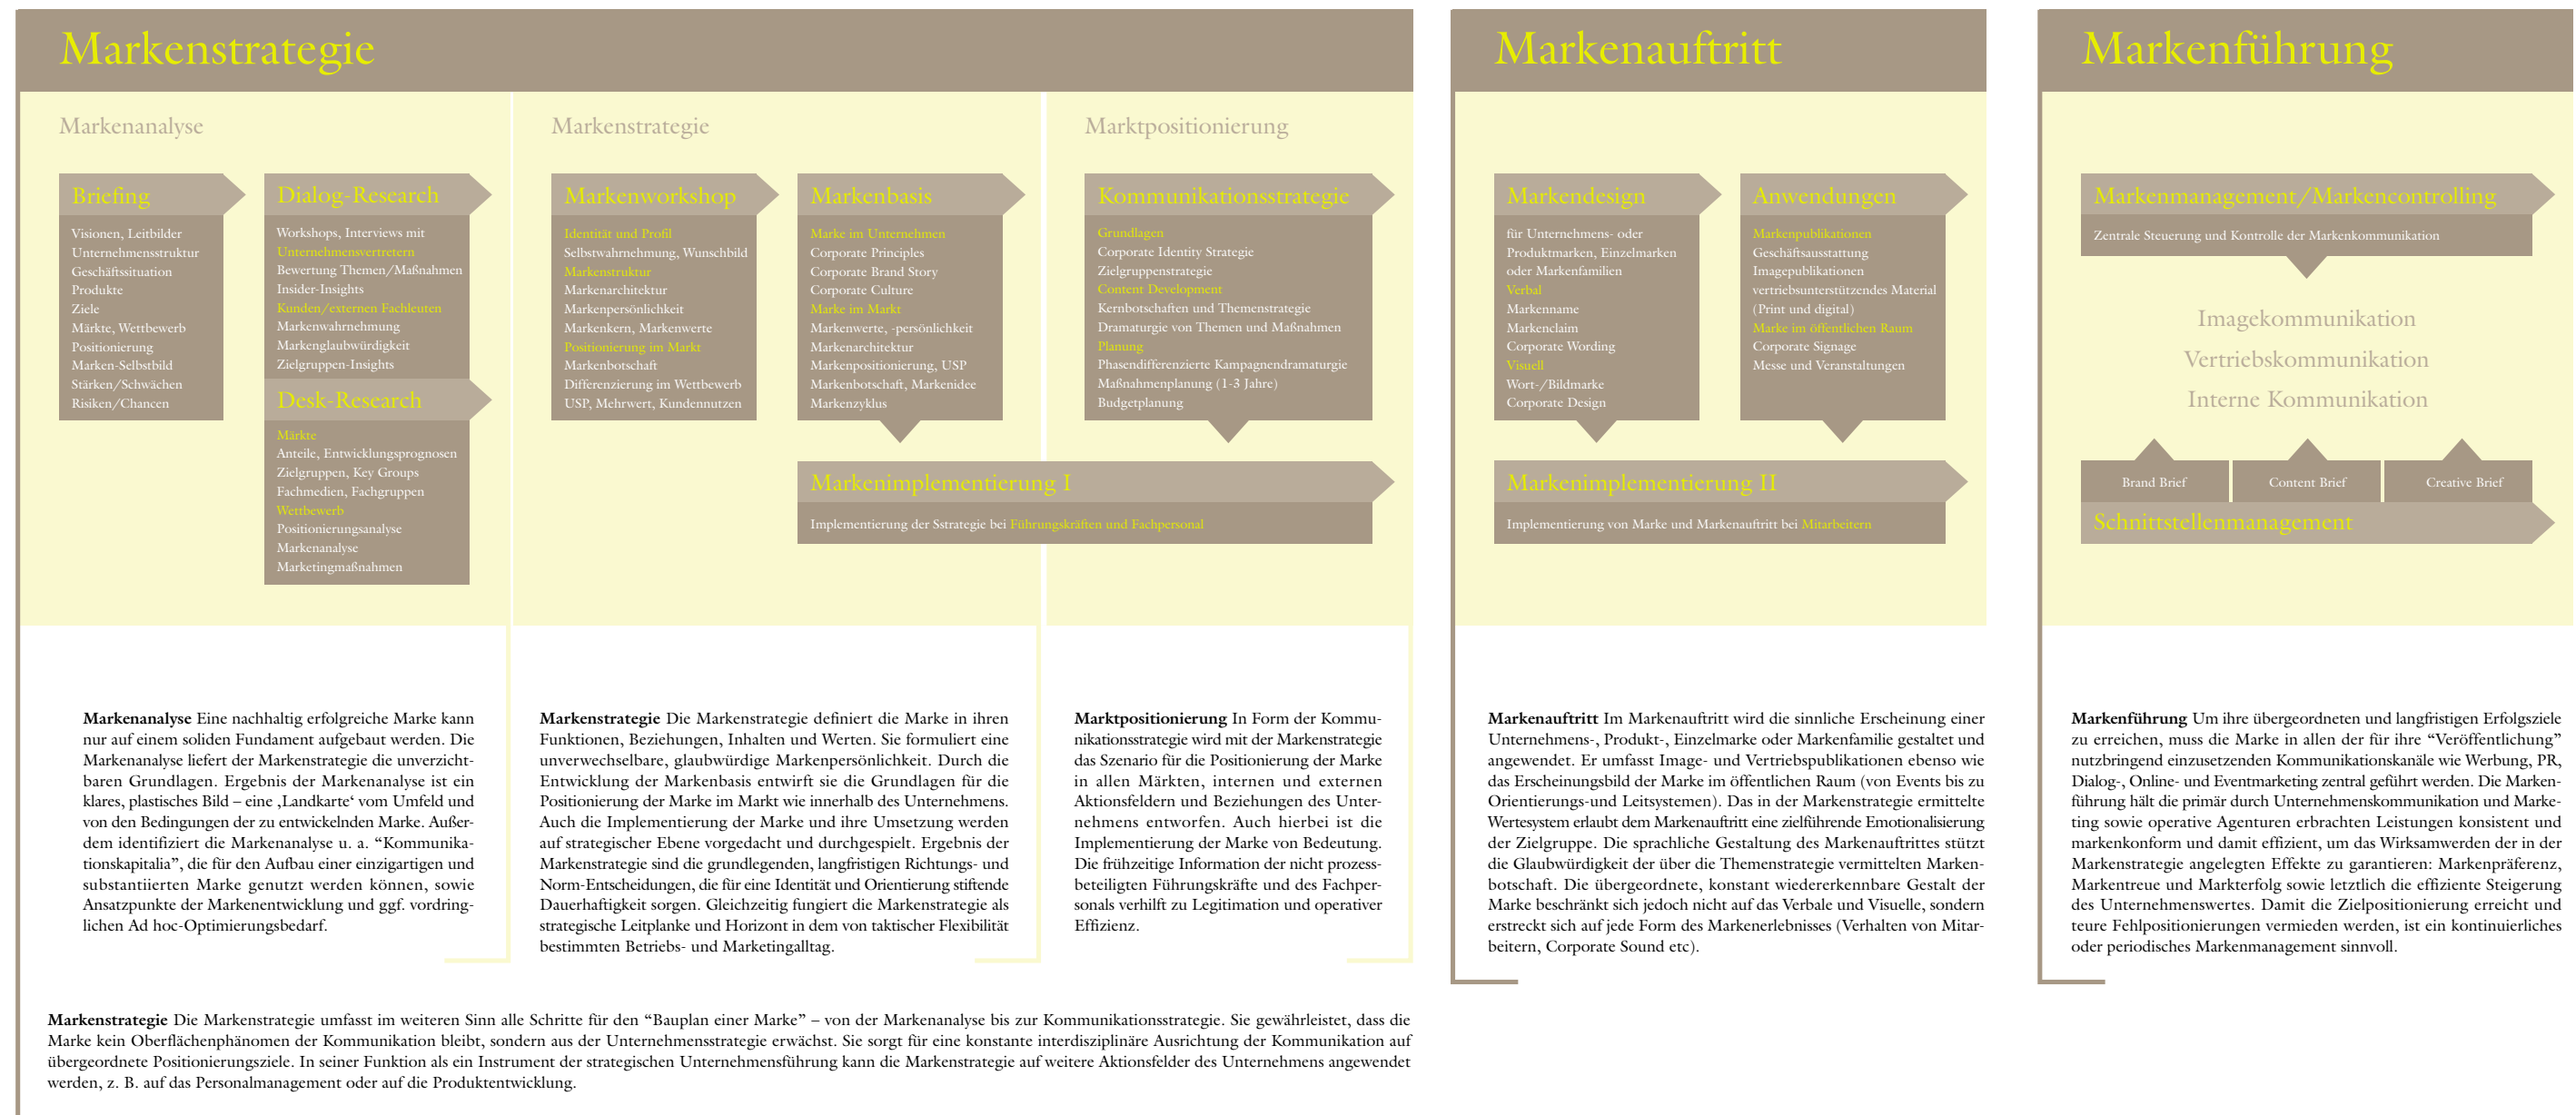 Markenstrategie
Markenanalyse
Briefing
Visionen, Leitbilder
Unternehmensstruktur
Geschäftssituation
Produkte
Ziele
Märkte, Wettbewerb
Positionierung
Marken-Selbstbild
Stärken/Schwächen
Risiken/Chancen
Dialog-Research
Workshops, Interviews mit
Unternehmensvertretern
Bewertung Themen/Maßnahmen
Insider-Insights
Kunden/externen Fachleuten
Markenwahrnehmung
Markenglaubwürdigkeit
Zielgruppen-Insights
Desk-Research
Märkte
Anteile, Entwicklungsprognosen
Zielgruppen, Key Groups
Fachmedien, Fachgruppen
Wettbewerb
Positionierungsanalyse
Markenanalyse
Marketingmaßnahmen
Markenstrategie
Markenworkshop
Identität und Profil
Selbstwahrnehmung, Wunschbild
Markenstruktur
Markenarchitektur
Markenpersönlichkeit
Markenkern, Markenwerte
Positionierung im Markt
Markenbotschaft
Differenzierung im Wettbewerb
USP, Mehrwert, Kundennutzen
Markenbasis
Marke im Unternehmen
Corporate Principles
Corporate Brand Story
Corporate Culture
Marke im Markt
Markenwerte, -persönlichkeit
Markenarchitektur
Markenpositionierung, USP
Markenbotschaft, Markenidee
Markenzyklus
Marktpositionierung
Kommunikationsstrategie
Grundlagen
Corporate Identity Strategie
Zielgruppenstrategie
Content Development
Kernbotschaften und Themenstrategie
Dramaturgie von Themen und Maßnahmen
Planung
Phasendifferenzierte Kampagnendramaturgie
Maßnahmenplanung (1-3 Jahre)
Budgetplanung
Markenimplementierung I
Implementierung der Sstrategie bei Führungskräften und Fachpersonal
Markenauftritt
Markendesign
für Unternehmens- oder
Produktmarken, Einzelmarken
oder Markenfamilien
Verbal
Markenname
Markenclaim
Corporate Wording
Visuell
Wort-/Bildmarke
Corporate Design
Anwendungen
Markenpublikationen
Geschäftsausstattung
Imagepublikationen
vertriebsunterstützendes Material
(Print und digital)
Marke im öffentlichen Raum
Corporate Signage
Messe und Veranstaltungen
Markenimplementierung II
Implementierung von Marke und Markenauftritt bei Mitarbeitern
Markenführung
Markenmanagement/Markencontrolling
Zentrale Steuerung und Kontrolle der Markenkommunikation
Imagekommunikation
Vertriebskommunikation
Interne Kommunikation
Brand Brief
Content Brief
Creative Brief
Schnittstellenmanagement
Markenanalyse Eine nachhaltig erfolgreiche Marke kann
nur auf einem soliden Fundament aufgebaut werden. Die
Markenanalyse liefert der Markenstrategie die unverzicht-
baren Grundlagen. Ergebnis der Markenanalyse ist ein
klares, plastisches Bild – eine ‚Landkarte‘ vom Umfeld und
von den Bedingungen der zu entwickelnden Marke. Außer-
dem identifiziert die Markenanalyse u. a. “Kommunika-
tionskapitalia”, die für den Aufbau einer einzigartigen und
substantiierten Marke genutzt werden können, sowie
Ansatzpunkte der Markenentwicklung und ggf. vordring-
lichen Ad hoc-Optimierungsbedarf.
Markenstrategie Die Markenstrategie definiert die Marke in ihren
Funktionen, Beziehungen, Inhalten und Werten. Sie formuliert eine
unverwechselbare, glaubwürdige Markenpersönlichkeit. Durch die
Entwicklung der Markenbasis entwirft sie die Grundlagen für die
Positionierung der Marke im Markt wie innerhalb des Unternehmens.
Auch die Implementierung der Marke und ihre Umsetzung werden
auf strategischer Ebene vorgedacht und durchgespielt. Ergebnis der
Markenstrategie sind die grundlegenden, langfristigen Richtungs- und
Norm-Entscheidungen, die für eine Identität und Orientierung stiftende
Dauerhaftigkeit sorgen. Gleichzeitig fungiert die Markenstrategie als
strategische Leitplanke und Horizont in dem von taktischer Flexibilität
bestimmten Betriebs- und Marketingalltag.
Marktpositionierung In Form der Kommu-
nikationsstrategie wird mit der Markenstrategie
das Szenario für die Positionierung der Marke
in allen Märkten, internen und externen
Aktionsfeldern und Beziehungen des Unter-
nehmens entworfen. Auch hierbei ist die
Implementierung der Marke von Bedeutung.
Die frühzeitige Information der nicht prozess-
beteiligten Führungskräfte und des Fachper-
sonals verhilft zu Legitimation und operativer
Effizienz.
Markenauftritt Im Markenauftritt wird die sinnliche Erscheinung einer
Unternehmens-, Produkt-, Einzelmarke oder Markenfamilie gestaltet und
angewendet. Er umfasst Image- und Vertriebspublikationen ebenso wie
das Erscheinungsbild der Marke im öffentlichen Raum (von Events bis zu
Orientierungs-und Leitsystemen). Das in der Markenstrategie ermittelte
Wertesystem erlaubt dem Markenauftritt eine zielführende Emotionalisierung
der Zielgruppe. Die sprachliche Gestaltung des Markenauftrittes stützt
die Glaubwürdigkeit der über die Themenstrategie vermittelten Marken-
botschaft. Die übergeordnete, konstant wiedererkennbare Gestalt der
Marke beschränkt sich jedoch nicht auf das Verbale und Visuelle, sondern
erstreckt sich auf jede Form des Markenerlebnisses (Verhalten von Mitar-
beitern, Corporate Sound etc).
Markenführung Um ihre übergeordneten und langfristigen Erfolgsziele
zu erreichen, muss die Marke in allen der für ihre “Veröffentlichung”
nutzbringend einzusetzenden Kommunikationskanäle wie Werbung, PR,
Dialog-, Online- und Eventmarketing zentral geführt werden. Die Marken-
führung hält die primär durch Unternehmenskommunikation und Marke-
ting sowie operative Agenturen erbrachten Leistungen konsistent und
markenkonform und damit effizient, um das Wirksamwerden der in der
Markenstrategie angelegten Effekte zu garantieren: Markenpräferenz,
Markentreue und Markterfolg sowie letztlich die effiziente Steigerung
des Unternehmenswertes. Damit die Zielpositionierung erreicht und
teure Fehlpositionierungen vermieden werden, ist ein kontinuierliches
oder periodisches Markenmanagement sinnvoll.
Markenstrategie Die Markenstrategie umfasst im weiteren Sinn alle Schritte für den “Bauplan einer Marke” – von der Markenanalyse bis zur Kommunikationsstrategie. Sie gewährleistet, dass die
Marke kein Oberflächenphänomen der Kommunikation bleibt, sondern aus der Unternehmensstrategie erwächst. Sie sorgt für eine konstante interdisziplinäre Ausrichtung der Kommunikation auf
übergeordnete Positionierungsziele. In seiner Funktion als ein Instrument der strategischen Unternehmensführung kann die Markenstrategie auf weitere Aktionsfelder des Unternehmens angewendet
werden, z. B. auf das Personalmanagement oder auf die Produktentwicklung.